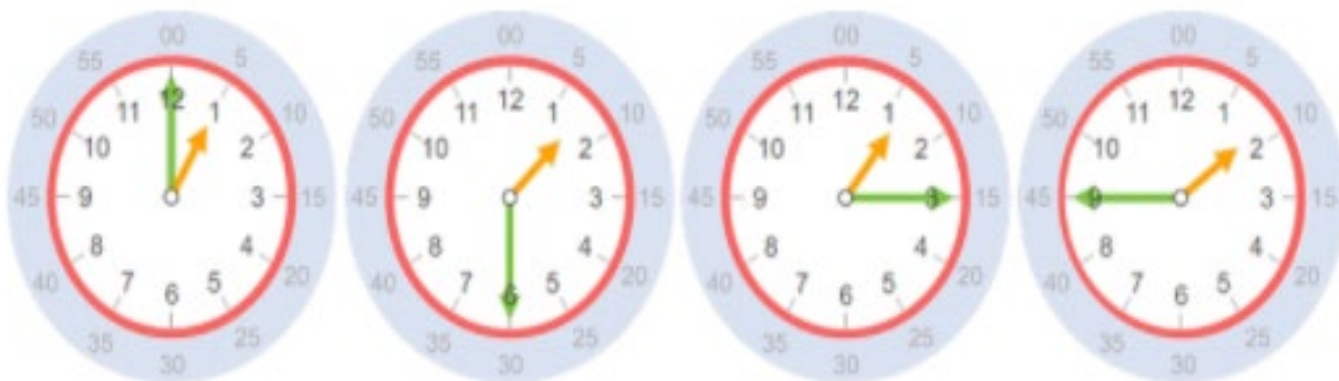 00 00 00 00
55 5 55 5 55 5 55 5
12 12 12 12
11 1 11 1 11 1 11 1
50 10 50 10 50 10 50 10
10 2 10 2 10 2 10 2
45 9 3 15 45 9 3 15 45 9 3 15 45 9 3 15
8 4 8 4 8 4 8 4
40 20 40 20 40 20 40 20
7 5 7 5 7 5 7 5
6 6 6 6
35 25 35 25 35 25 35 25
30 30 30 30